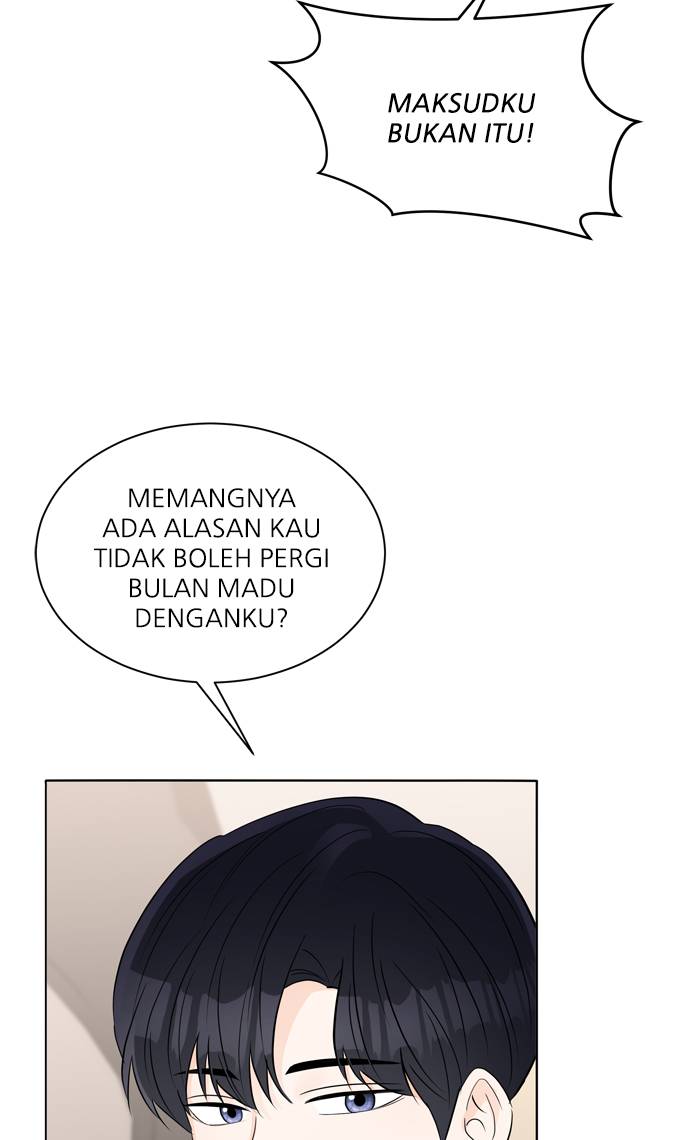 MAKSUDKU
BUKAN ITU!
MEMANGNYA
ADA ALASAN KAU
TIDAK BOLEH PERGI
BULAN MADU
DENGANKU?